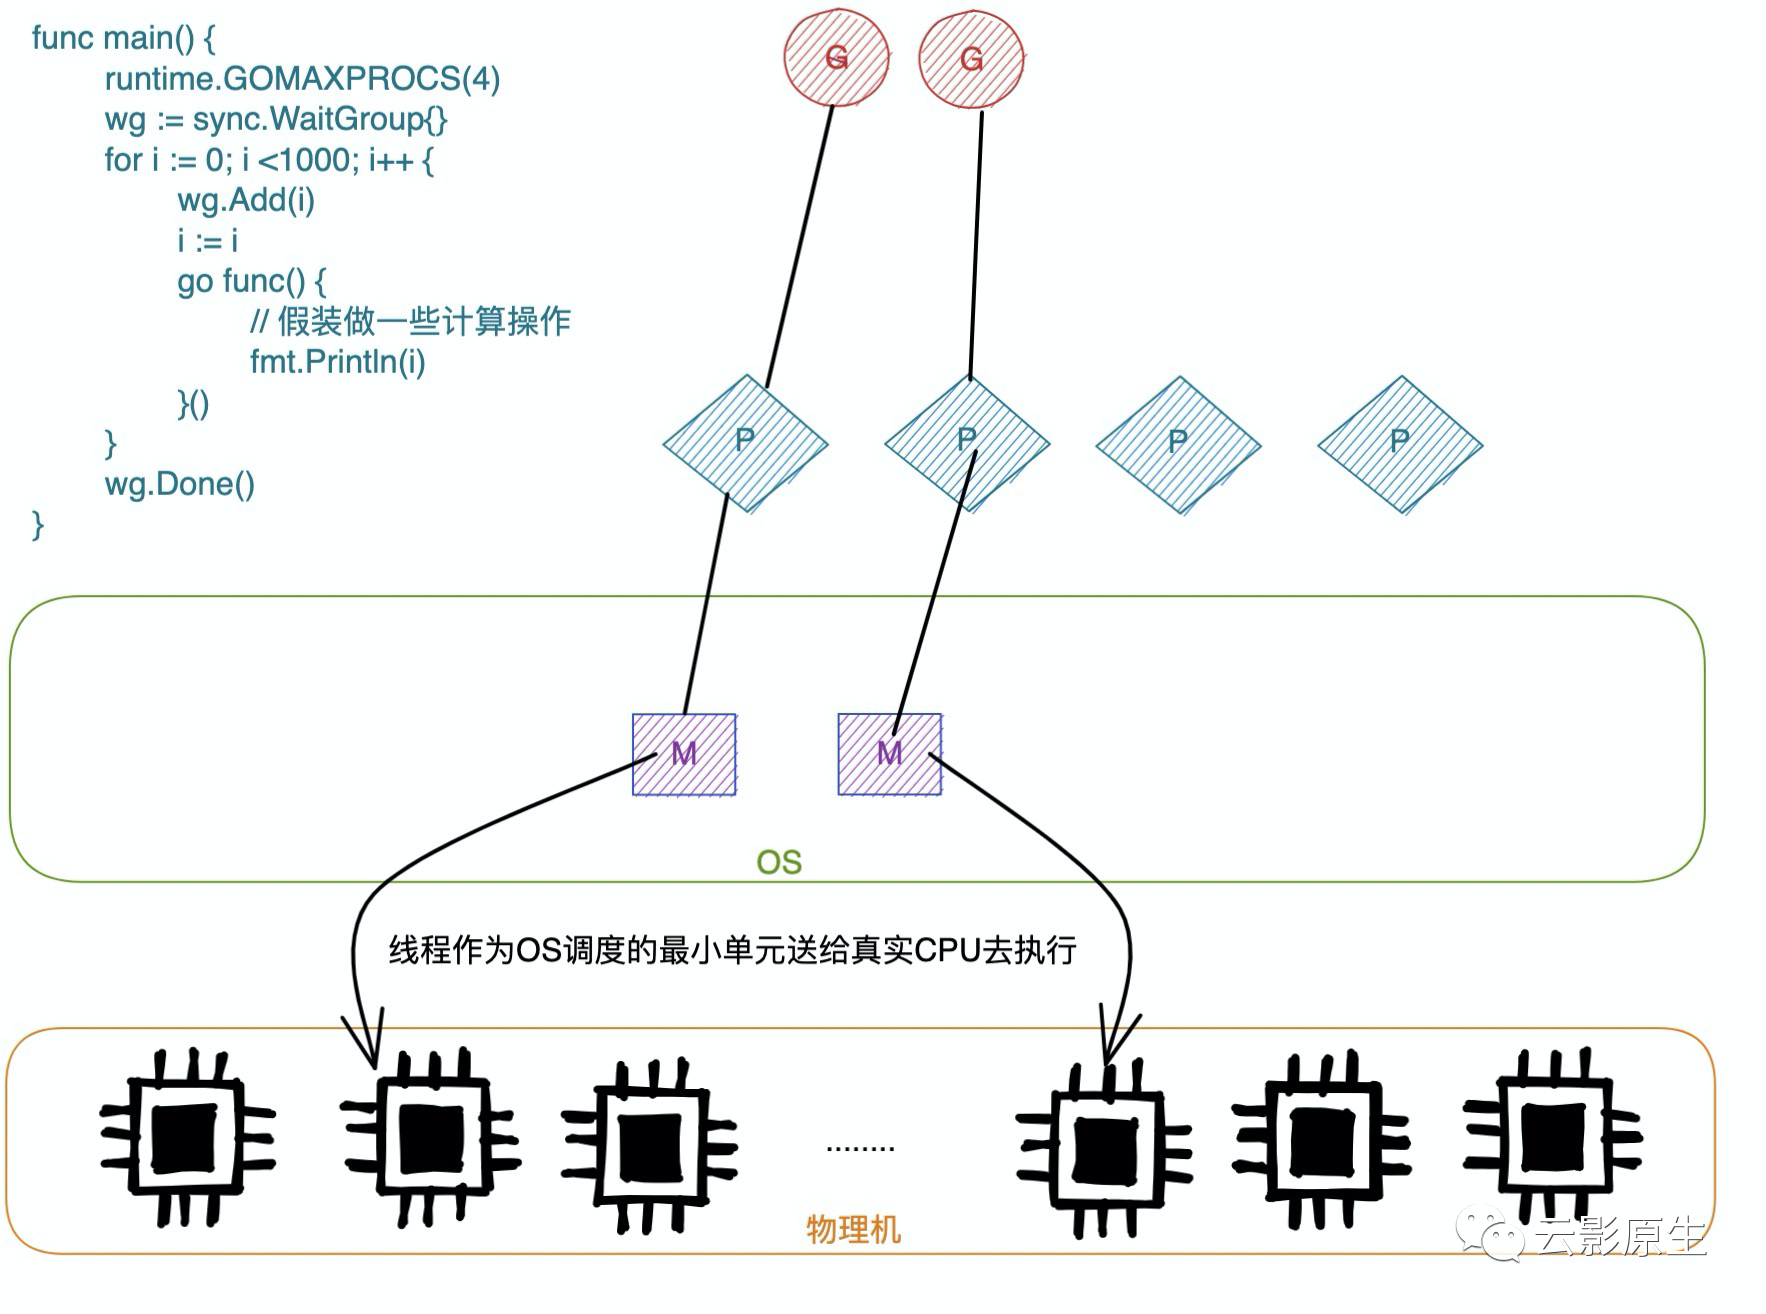 func main() {
runtime.GOMAXPROCS(4)
wg := sync.WaitGroup{}
for i := 0; i <1000; i++ {
wg.Add(i)
i := i
go func() {
// 假装做一些计算操作
fmt.Println(i)
}()
}
wg.Done()
}
G G
P P P P
M M
OS
线程作为OS调度的最小单元送给真实CPU去执行
........
物理机
云影原生